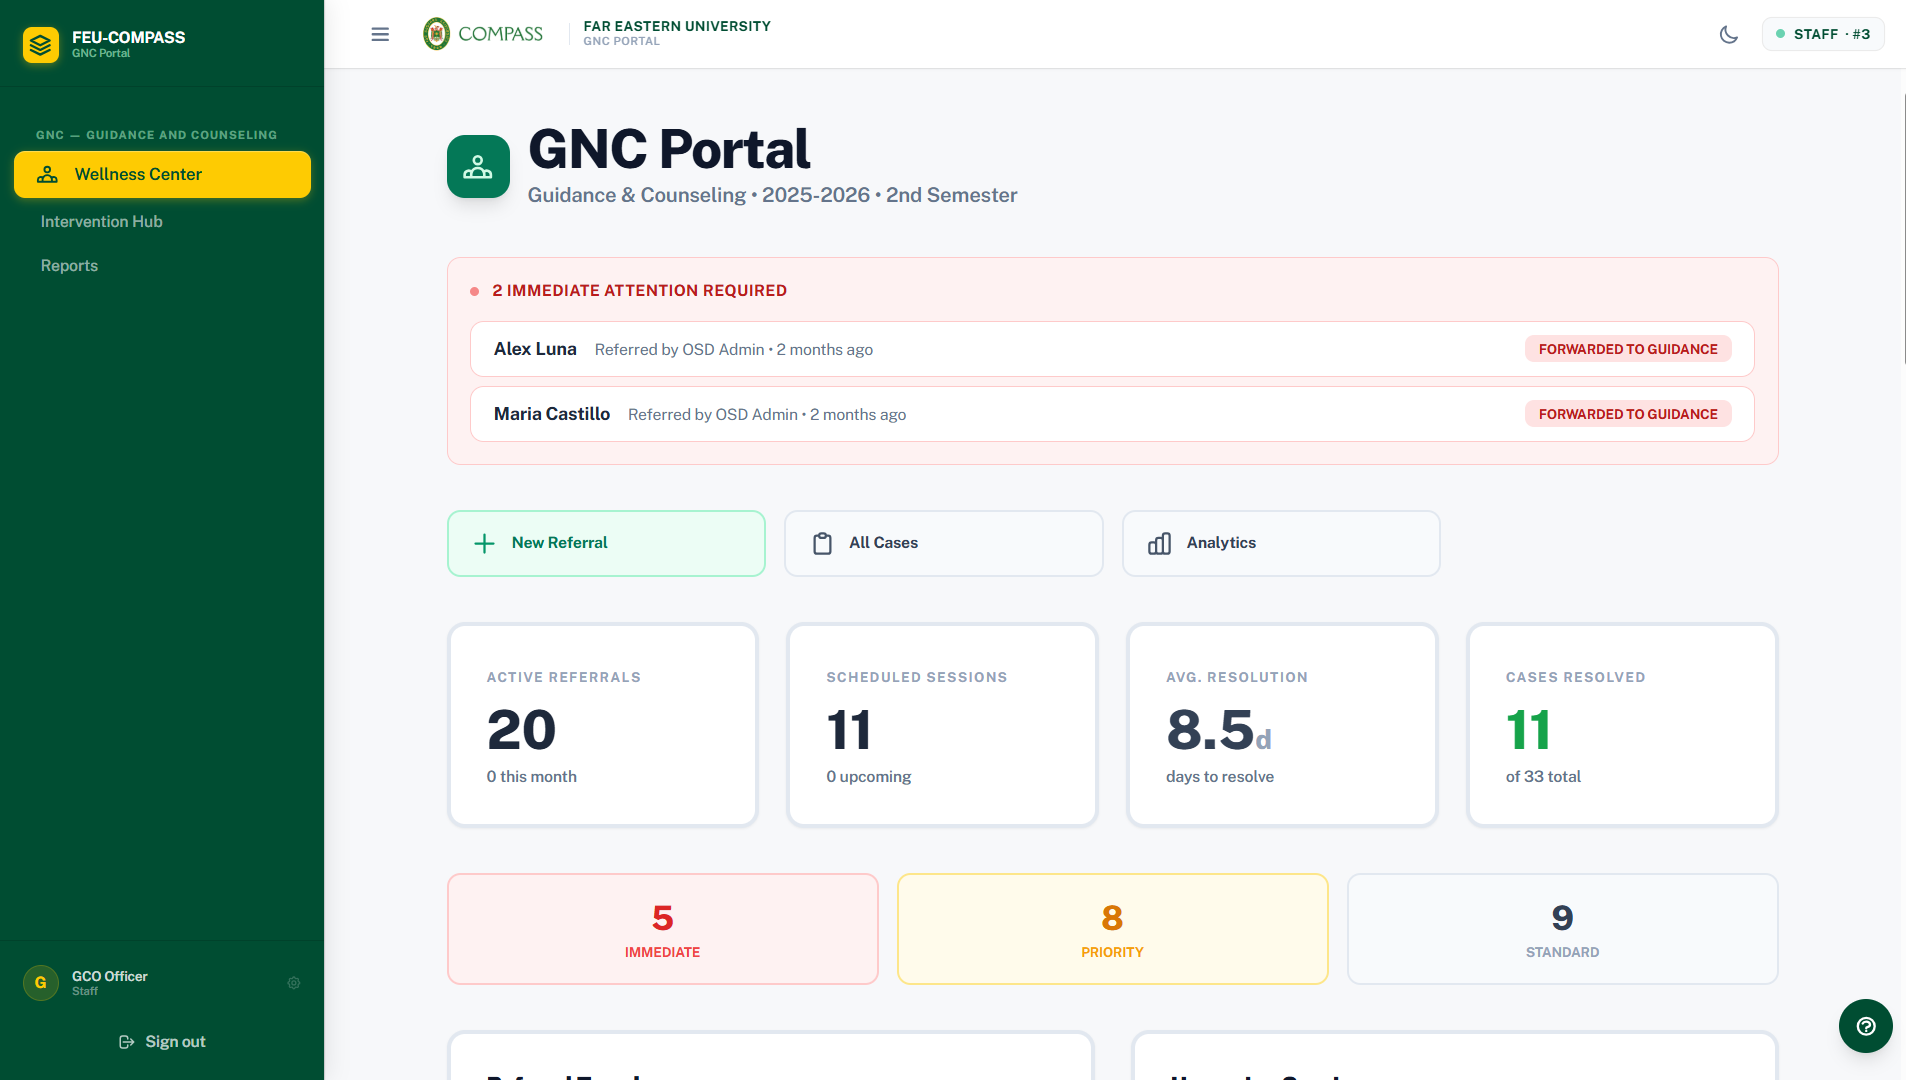 FEU-COMPASS
GNC Portal
GNC — GUIDANCE AND COUNSELING
Wellness Center
Intervention Hub
Reports
G
GCO Officer
Staff
Sign out
COMPASS
FAR EASTERN UNIVERSITY
GNC PORTAL
STAFF · #3
GNC Portal
Guidance & Counseling • 2025-2026 • 2nd Semester
2 IMMEDIATE ATTENTION REQUIRED
Alex Luna Referred by OSD Admin • 2 months ago FORWARDED TO GUIDANCE
Maria Castillo Referred by OSD Admin • 2 months ago FORWARDED TO GUIDANCE
New Referral
All Cases
Analytics
ACTIVE REFERRALS
20
0 this month
SCHEDULED SESSIONS
11
0 upcoming
AVG. RESOLUTION
8.5d
days to resolve
CASES RESOLVED
11
of 33 total
5
IMMEDIATE
8
PRIORITY
9
STANDARD